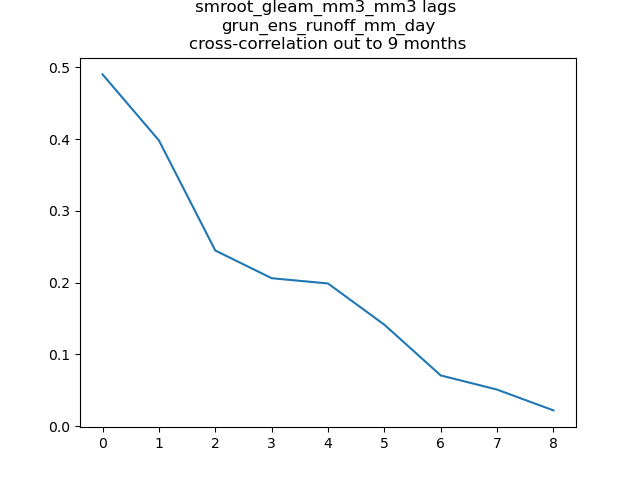 smroot_gleam_mm3_mm3 lags
grun_ens_runoff_mm_day
cross-correlation out to 9 months
0.5
0.4
0.3
0.2
0.1
0.0
0 1 2 3 4 5 6 7 8